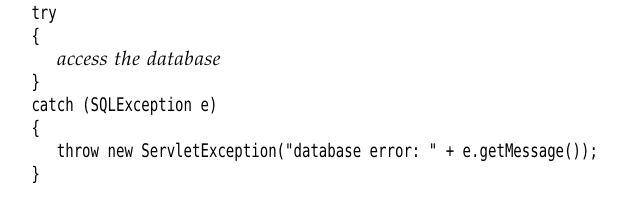 try
{
access the database
}
catch (SQLException e)
{
throw new ServletException("database error: " + e.getMessage());
}